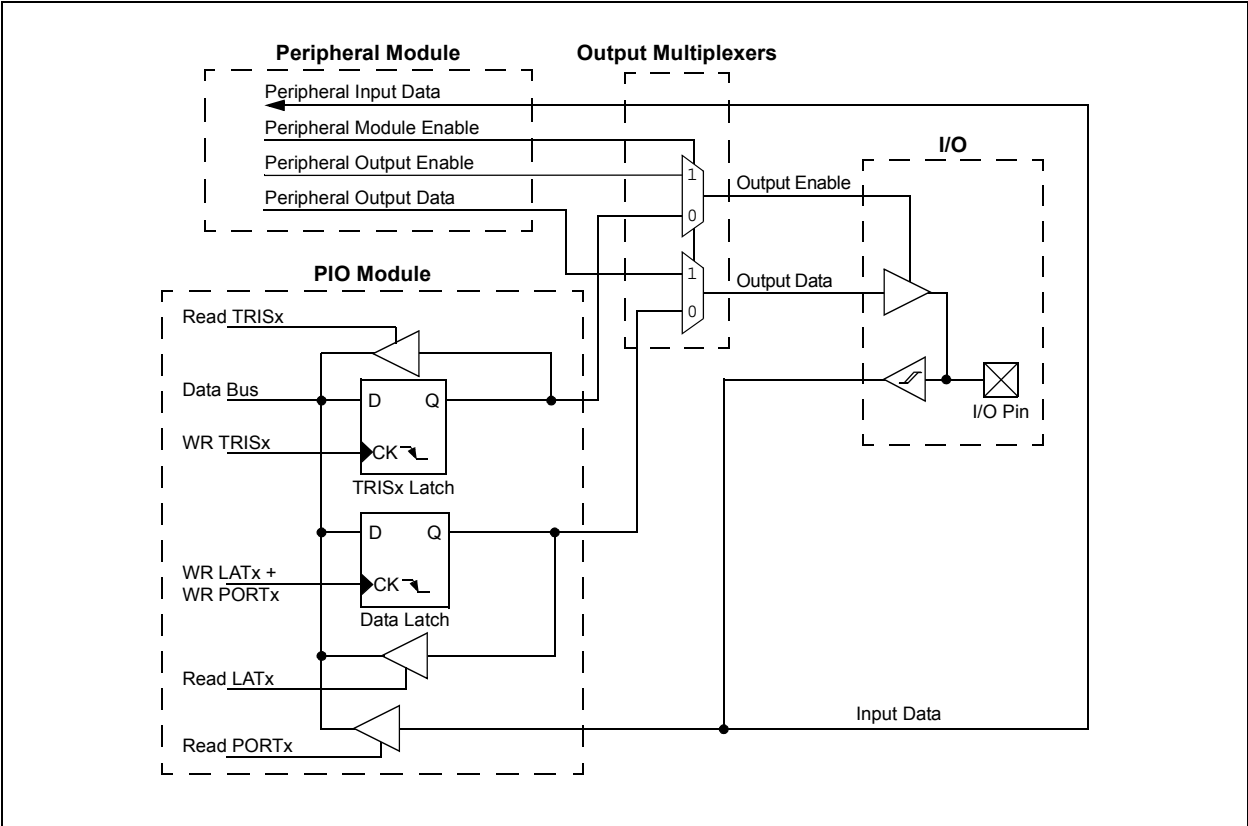 Peripheral Module
Output Multiplexers
Peripheral Input Data
Peripheral Module Enable
Peripheral Output Enable
Peripheral Output Data
1
0
Output Enable
I/O
1
0
Output Data
I/O Pin
PIO Module
Read TRISx
Data Bus
D
Q
WR TRISx
CK
TRISx Latch
D
Q
WR LATx +
WR PORTx
CK
Data Latch
Read LATx
Read PORTx
Input Data